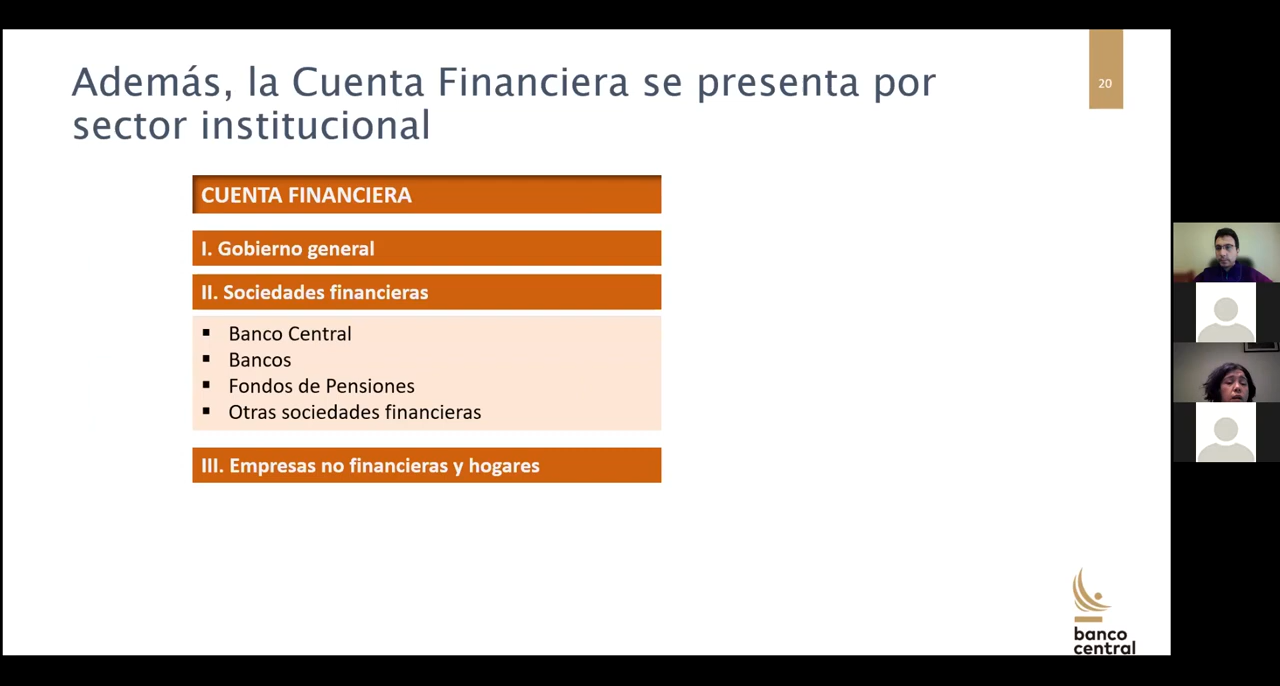 Además, la Cuenta Financiera se presenta por
sector institucional
20
CUENTA FINANCIERA
I. Gobierno general
II. Sociedades financieras
▪ Banco Central
▪ Bancos
▪ Fondos de Pensiones
▪ Otras sociedades financieras
III. Empresas no financieras y hogares
banco
central